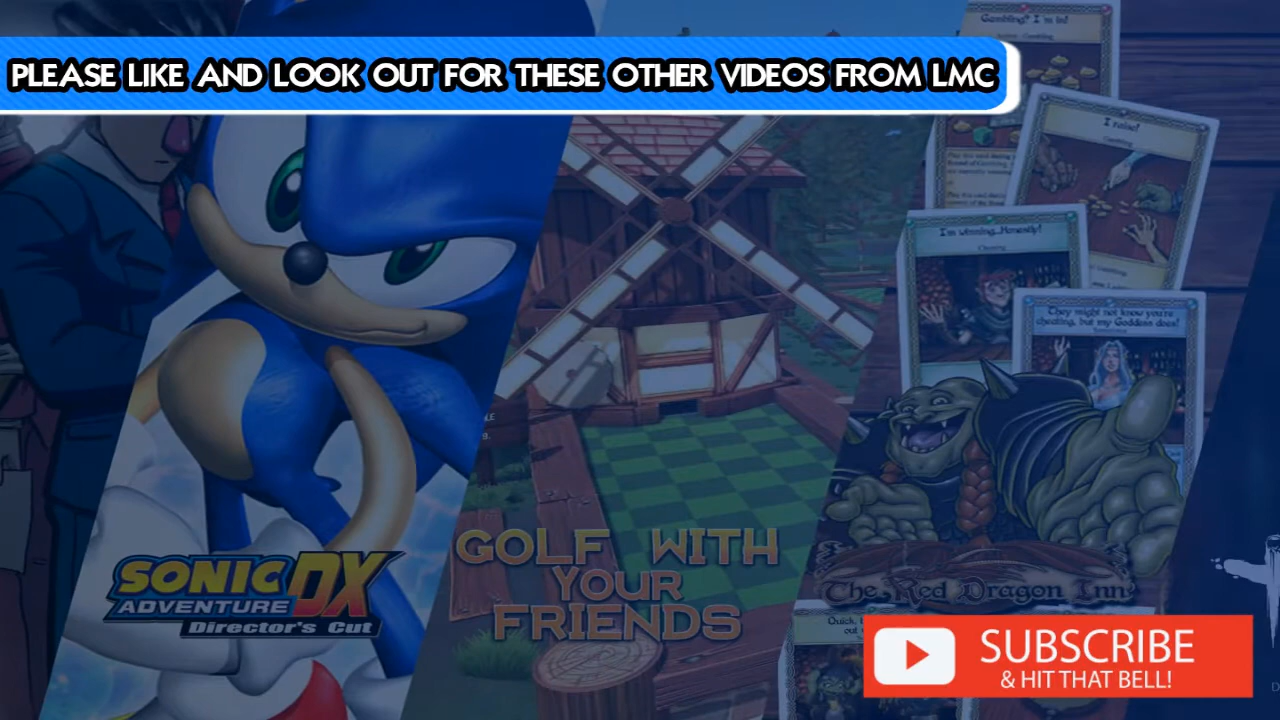 PLEASE LIKE AND LOOK OUT FOR THESE OTHER VIDEOS FROM LMC
Gambling? I'm in!
I raise!
Gambling
I'm winning...Honestly!
Cheating
They might not know you're
cheating, but my Goddess does!
SONIC
ADVENTURE DX
Director's Cut
GOLF WITH
YOUR
FRIENDS
The Red Dragon Inn
SUBSCRIBE
& HIT THAT BELL!